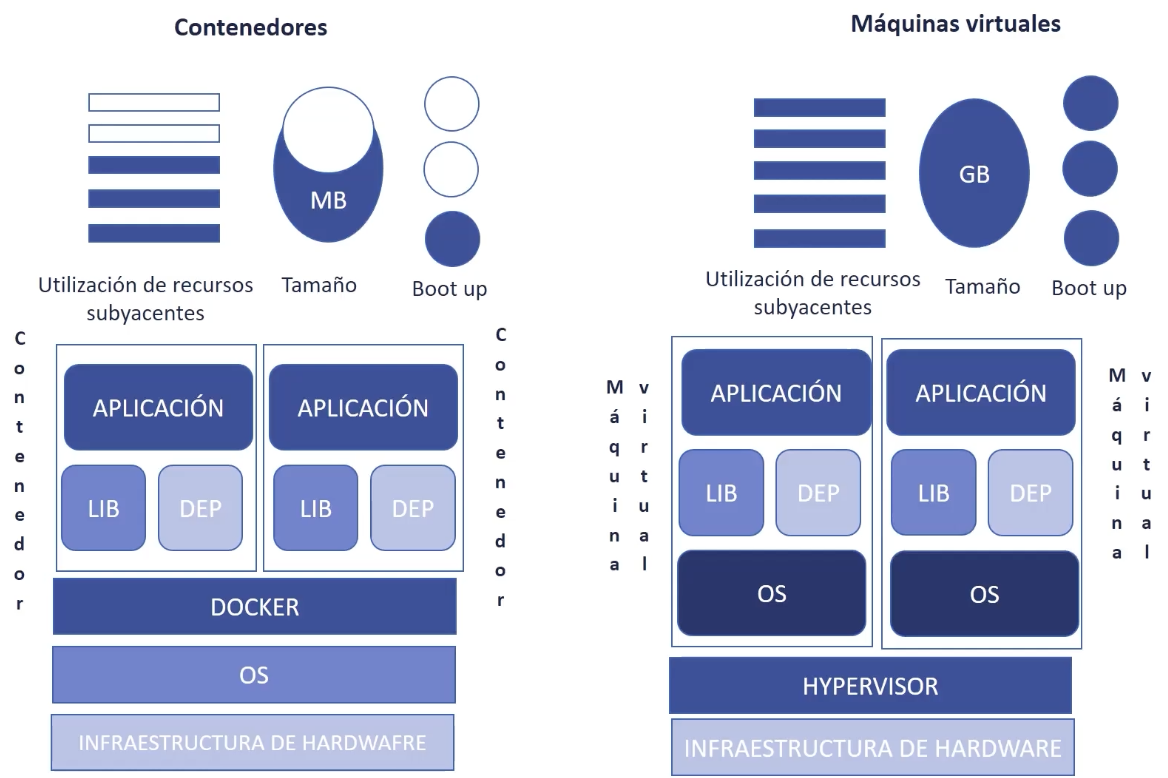 Contenedores
MB
Utilización de recursos
subyacentes
Tamaño
Boot up
Contenedor
APLICACIÓN
LIB
DEP
APLICACIÓN
LIB
DEP
Contenedor
DOCKER
OS
INFRAESTRUCTURA DE HARDWAFRE
Máquinas virtuales
GB
Utilización de recursos
subyacentes
Tamaño
Boot up
Máquina
virtual
APLICACIÓN
LIB
DEP
OS
APLICACIÓN
LIB
DEP
OS
Máquina
virtual
HYPERVISOR
INFRAESTRUCTURA DE HARDWARE